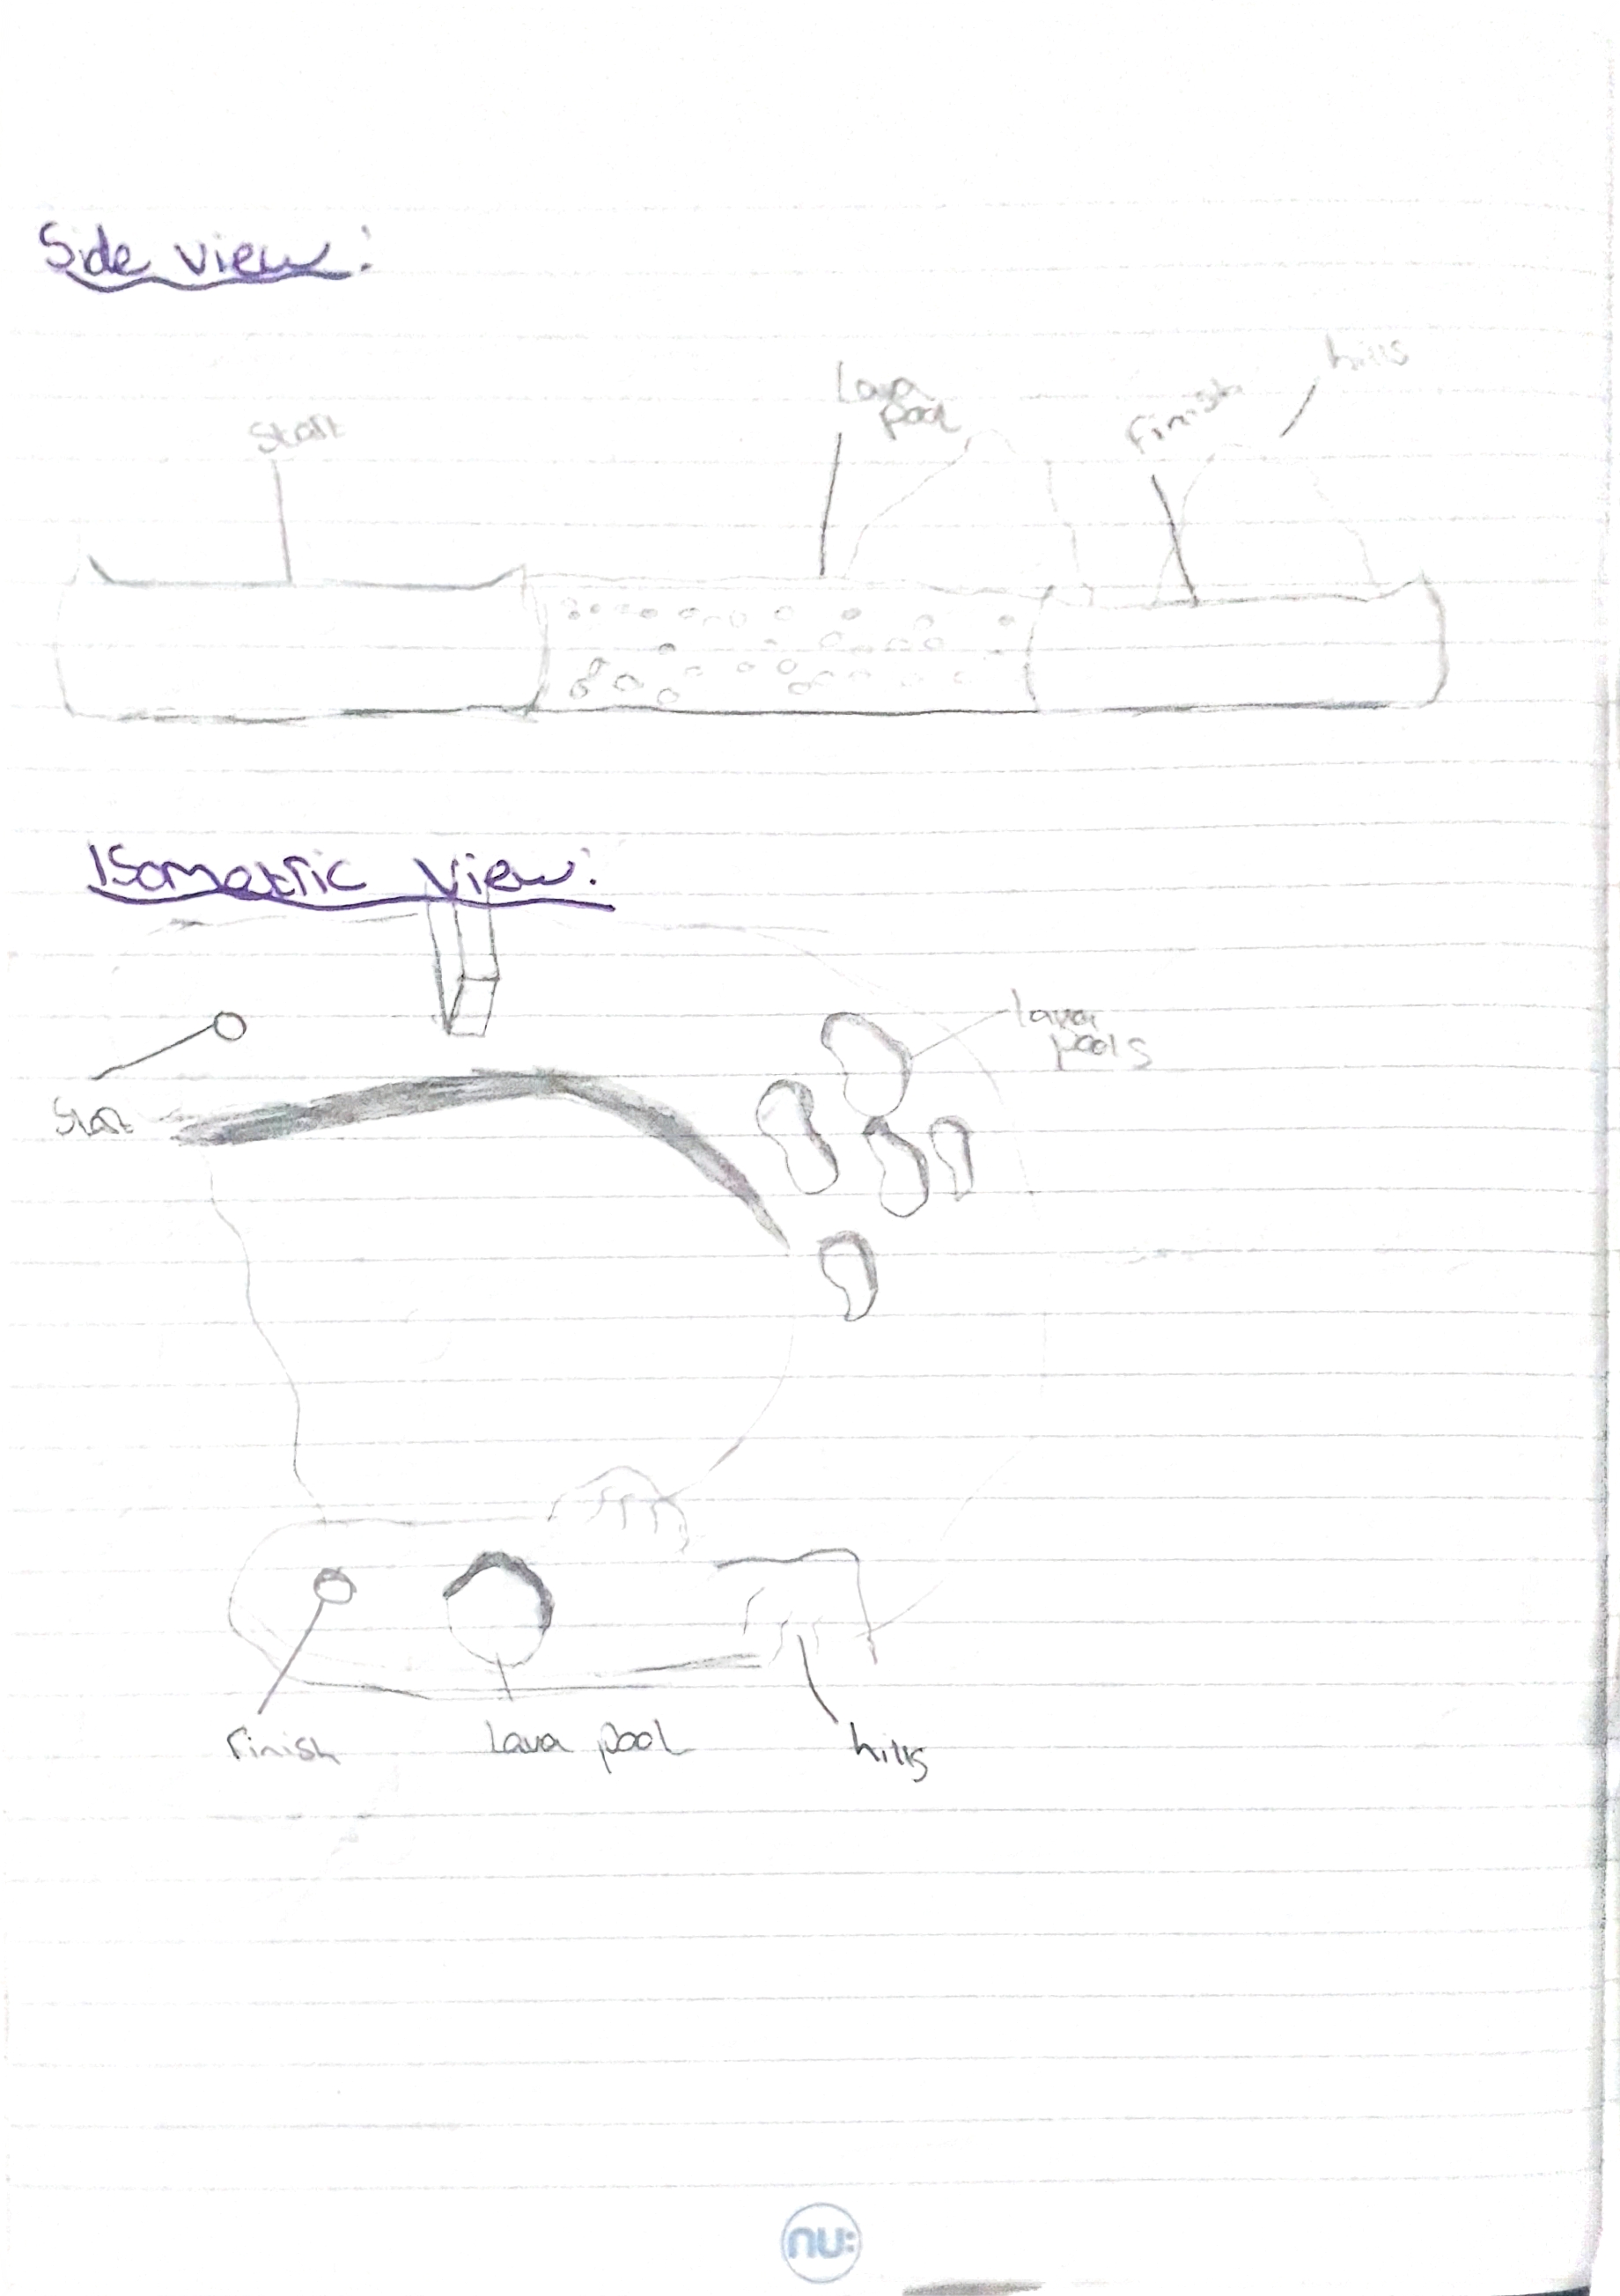 Side view:
Start
Lava
Pool
Finish
hills
Isometric view:
Start
lava
pools
Finish
Lava pool
hills
nu: